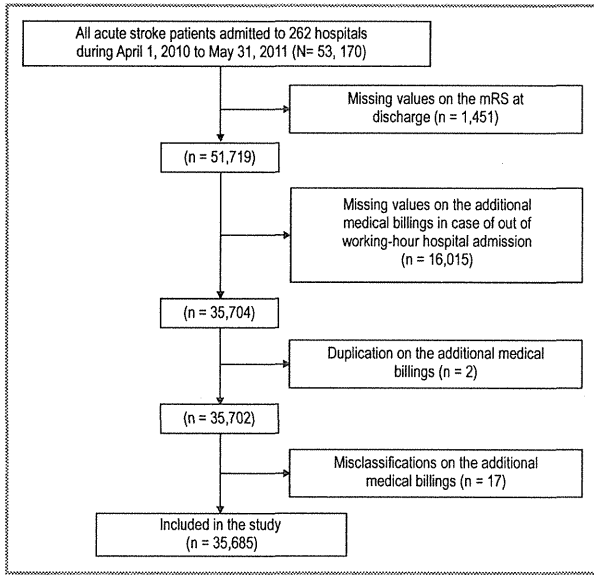 All acute stroke patients admitted to 262 hospitals
during April 1, 2010 to May 31, 2011 (N= 53, 170)
Missing values on the mRS at
discharge (n = 1,451)
(n = 51,719)
Missing values on the additional
medical billings in case of out of
working-hour hospital admission
(n = 16,015)
(n = 35,704)
Duplication on the additional medical
billings (n = 2)
(n = 35,702)
Misclassifications on the additional
medical billings (n = 17)
Included in the study
n = 35,685)